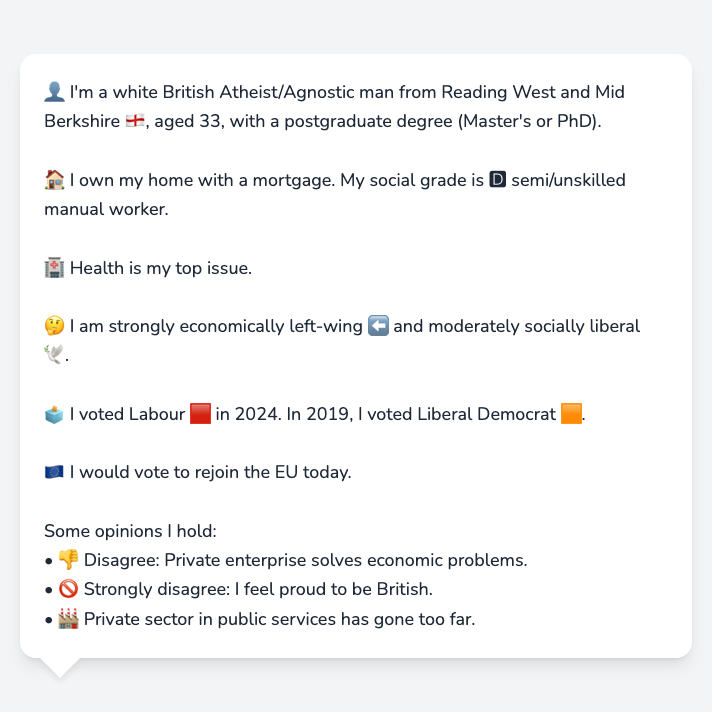 👤 I'm a white British Atheist/Agnostic man from Reading West and Mid
Berkshire 🏴󠁧󠁢󠁥󠁮󠁧󠁿, aged 33, with a postgraduate degree (Master's or PhD).
🏠 I own my home with a mortgage. My social grade is 🄳 semi/unskilled
manual worker.
🏥 Health is my top issue.
🤔 I am strongly economically left-wing ⬅️ and moderately socially liberal
🕊️.
🗳️ I voted Labour 🟥 in 2024. In 2019, I voted Liberal Democrat 🟧.
🇪🇺 I would vote to rejoin the EU today.
Some opinions I hold:
• 👎 Disagree: Private enterprise solves economic problems.
• 🚫 Strongly disagree: I feel proud to be British.
• 🏭 Private sector in public services has gone too far.